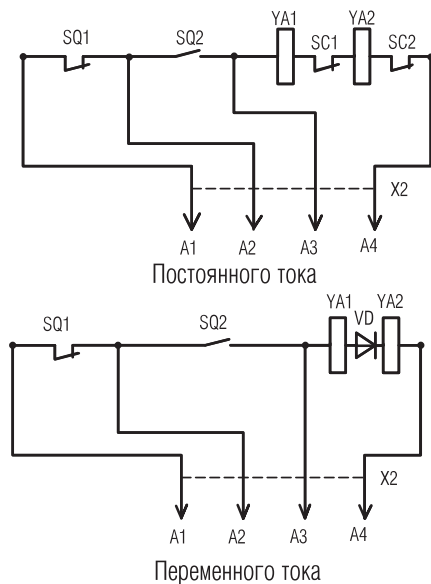 YA1 YA2
SQ1 SQ2 SC1 SC2
X2
A1 A2 A3 A4
Постоянного тока
YA1 YA2
SQ1 SQ2 VD
X2
A1 A2 A3 A4
Переменного тока